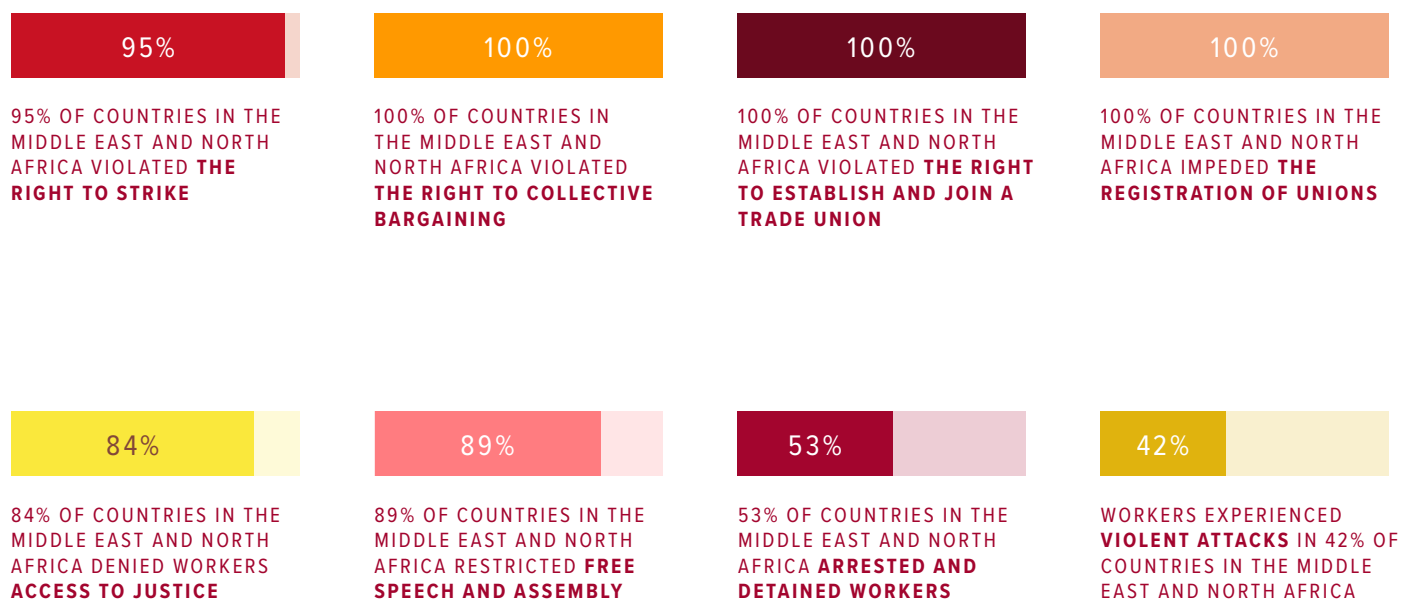 95%
95% OF COUNTRIES IN THE
MIDDLE EAST AND NORTH
AFRICA VIOLATED THE
RIGHT TO STRIKE
100%
100% OF COUNTRIES IN
THE MIDDLE EAST AND
NORTH AFRICA VIOLATED
THE RIGHT TO COLLECTIVE
BARGAINING
100%
100% OF COUNTRIES IN THE
MIDDLE EAST AND NORTH
AFRICA VIOLATED THE RIGHT
TO ESTABLISH AND JOIN A
TRADE UNION
100%
100% OF COUNTRIES IN THE
MIDDLE EAST AND NORTH
AFRICA IMPEDED THE
REGISTRATION OF UNIONS
84%
84% OF COUNTRIES IN THE
MIDDLE EAST AND NORTH
AFRICA DENIED WORKERS
ACCESS TO JUSTICE
89%
89% OF COUNTRIES IN THE
MIDDLE EAST AND NORTH
AFRICA RESTRICTED FREE
SPEECH AND ASSEMBLY
53%
53% OF COUNTRIES IN THE
MIDDLE EAST AND NORTH
AFRICA ARRESTED AND
DETAINED WORKERS
42%
WORKERS EXPERIENCED
VIOLENT ATTACKS IN 42% OF
COUNTRIES IN THE MIDDLE
EAST AND NORTH AFRICA